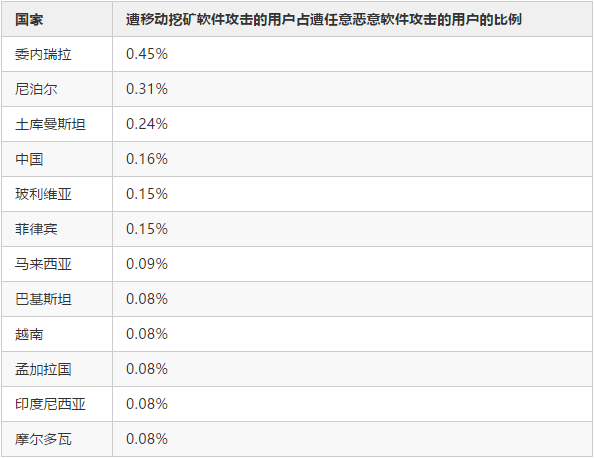 国家 遭移动挖矿软件攻击的用户占遭任意恶意软件攻击的用户的比例
委内瑞拉 0.45%
尼泊尔 0.31%
土库曼斯坦 0.24%
中国 0.16%
玻利维亚 0.15%
菲律宾 0.15%
马来西亚 0.09%
巴基斯坦 0.08%
越南 0.08%
孟加拉国 0.08%
印度尼西亚 0.08%
摩尔多瓦 0.08%